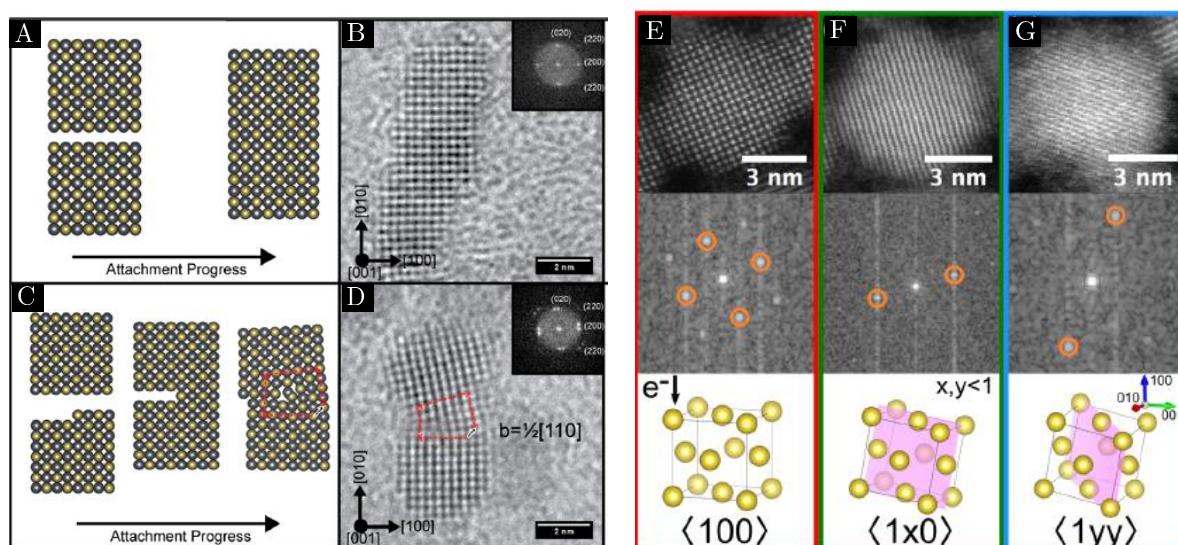 A
Attachment Progress
B
(020)
(220)
(200)
(220)
[010]
[001]
[100]
2 nm
C
Attachment Progress
D
(020)
(220)
(200)
(220)
b=½[110]
[010]
[001]
[100]
2 nm
E
3 nm
e-
⟨100⟩
F
3 nm
x,y<1
⟨1x0⟩
G
3 nm
100
010
00
⟨1yy⟩